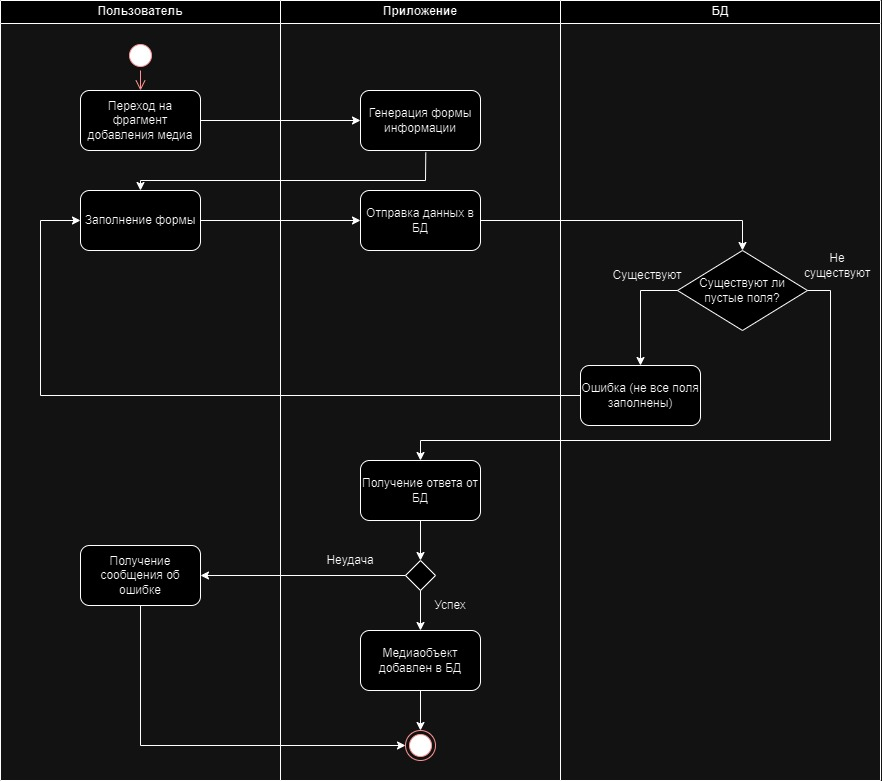 Пользователь
Приложение
БД
Переход на
фрагмент
добавления медиа
Генерация формы
информации
Заполнение формы
Отправка данных в
БД
Существуют
Не
существуют
Существуют ли
пустые поля?
Ошибка (не все поля
заполнены)
Получение ответа от
БД
Неудача
Получение
сообщения об
ошибке
Успех
Медиаобъект
добавлен в БД